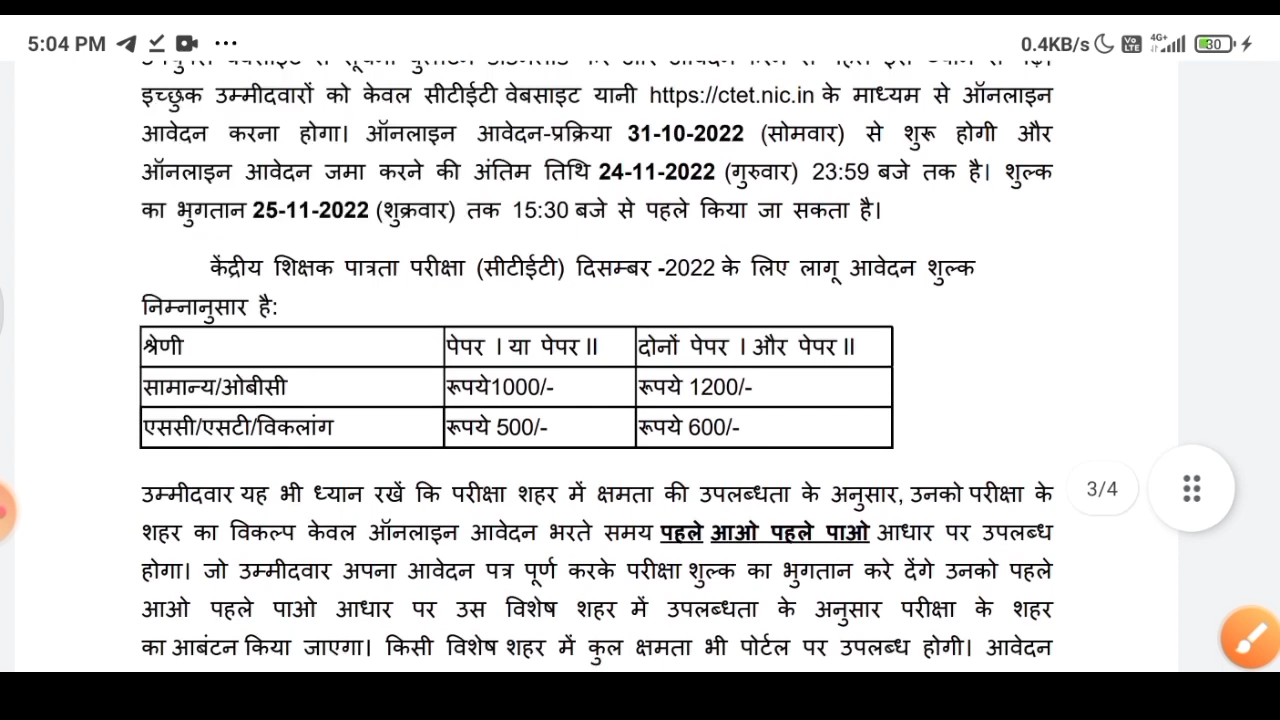 5:04 PM ... 0.4KB/s Vo LTE 4G+ 30
इच्छुक उम्मीदवारों को केवल सीटीईटी वेबसाइट यानी https://ctet.nic.in के माध्यम से ऑनलाइन
आवेदन करना होगा। ऑनलाइन आवेदन-प्रक्रिया 31-10-2022 (सोमवार) से शुरू होगी और
ऑनलाइन आवेदन जमा करने की अंतिम तिथि 24-11-2022 (गुरुवार) 23:59 बजे तक है। शुल्क
का भुगतान 25-11-2022 (शुक्रवार) तक 15:30 बजे से पहले किया जा सकता है।
केंद्रीय शिक्षक पात्रता परीक्षा (सीटीईटी) दिसम्बर -2022 के लिए लागू आवेदन शुल्क
निम्नानुसार है:
श्रेणी पेपर I या पेपर II दोनों पेपर I और पेपर II
सामान्य/ओबीसी रूपये1000/- रूपये 1200/-
एससी/एसटी/विकलांग रूपये 500/- रूपये 600/-
उम्मीदवार यह भी ध्यान रखें कि परीक्षा शहर में क्षमता की उपलब्धता के अनुसार, उनको परीक्षा के
शहर का विकल्प केवल ऑनलाइन आवेदन भरते समय पहले आओ पहले पाओ आधार पर उपलब्ध
होगा। जो उम्मीदवार अपना आवेदन पत्र पूर्ण करके परीक्षा शुल्क का भुगतान करे देंगे उनको पहले
आओ पहले पाओ आधार पर उस विशेष शहर में उपलब्धता के अनुसार परीक्षा के शहर
का आबंटन किया जाएगा। किसी विशेष शहर में कुल क्षमता भी पोर्टल पर उपलब्ध होगी। आवेदन
3/4